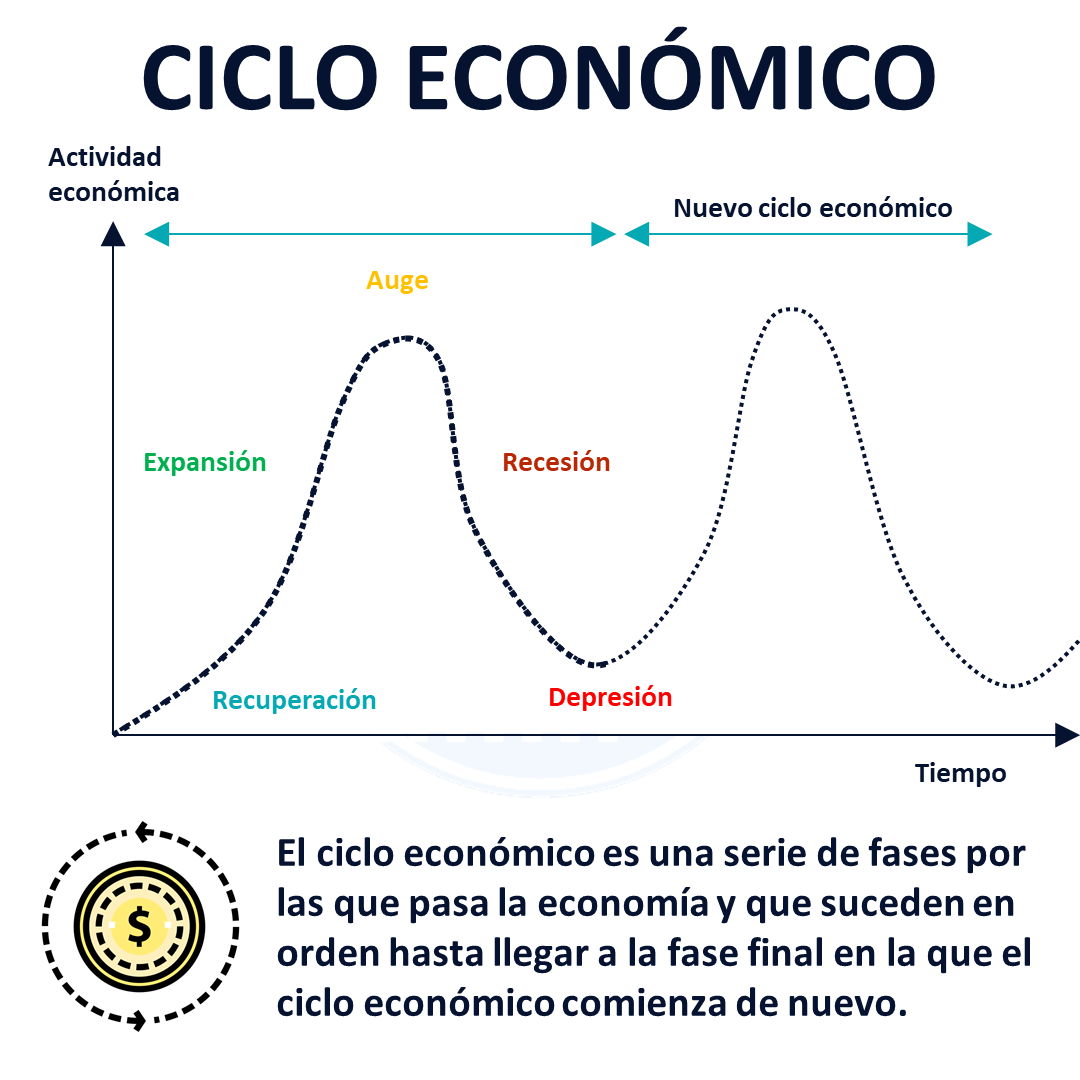 CICLO ECONÓMICO
Actividad
económica
Nuevo ciclo económico
Auge
Expansión
Recesión
Recuperación
Depresión
Tiempo
$
El ciclo económico es una serie de fases por
las que pasa la economía y que suceden en
orden hasta llegar a la fase final en la que el
ciclo económico comienza de nuevo.